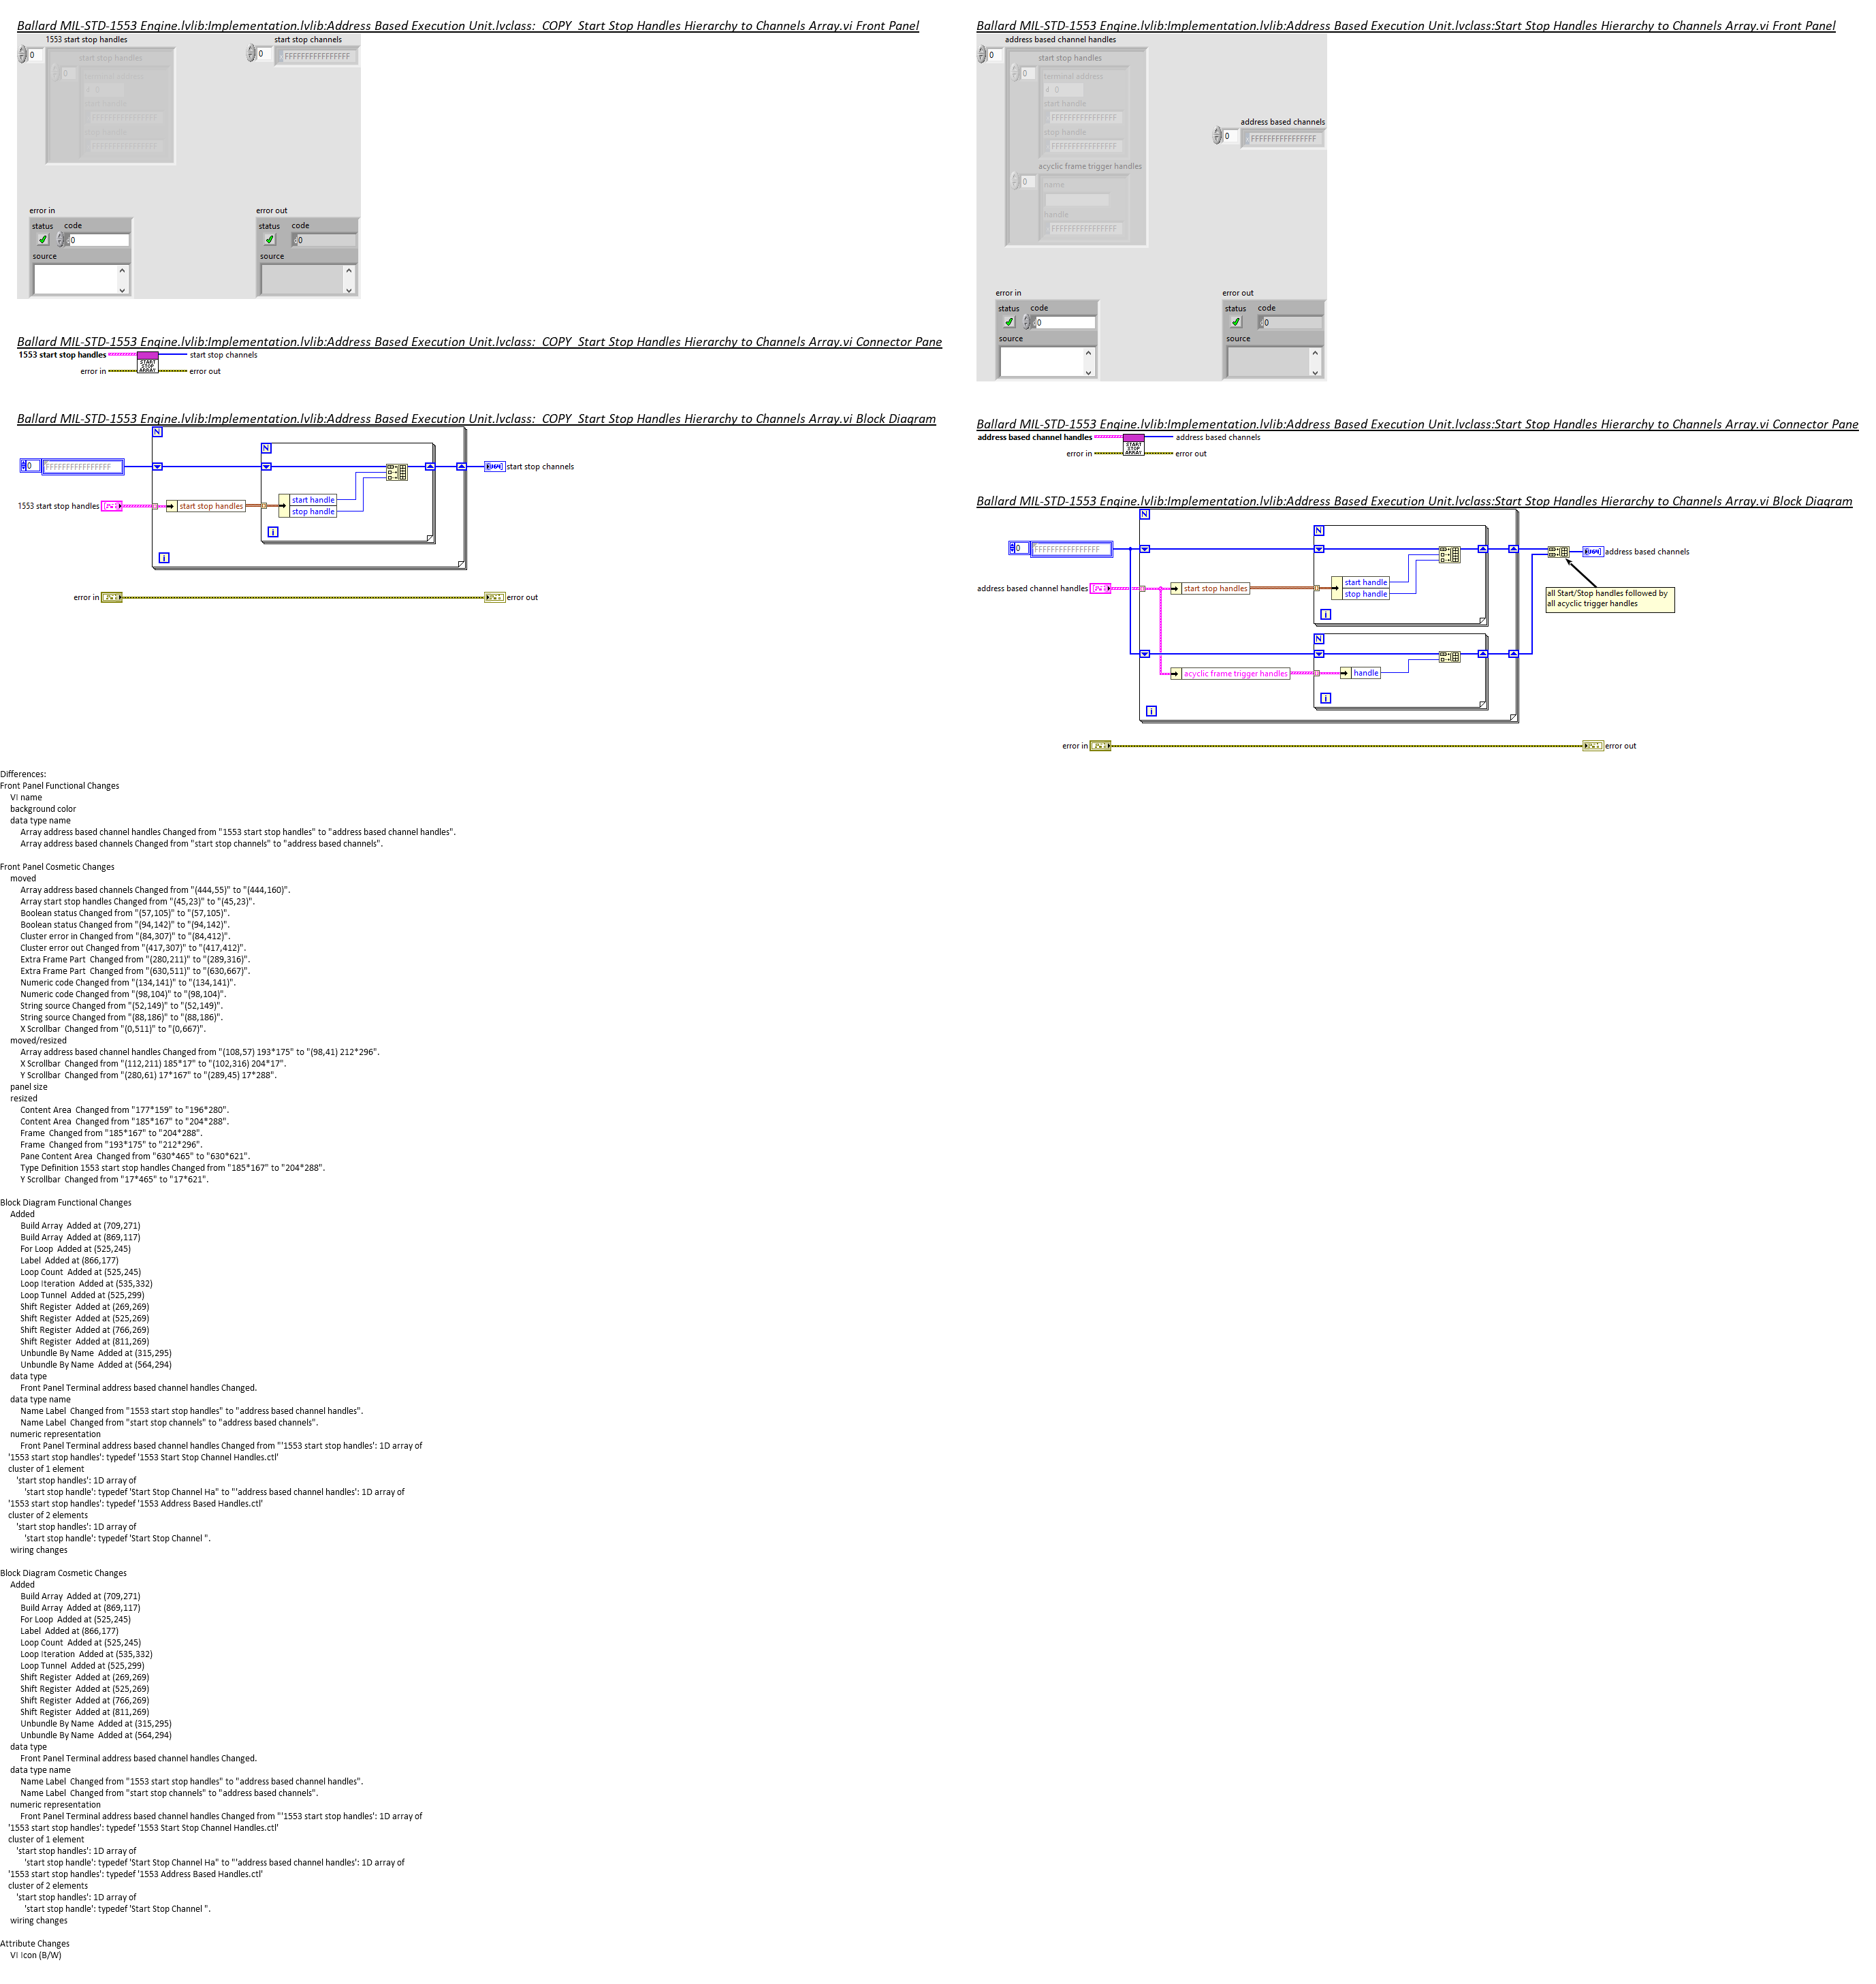 Ballard MIL-STD-1553 Engine.lvlib:Implementation.lvlib:Address Based Execution Unit.lvclass:_COPY_Start Stop Handles Hierarchy to Channels Array.vi Front Panel
1553 start stop handles
start stop channels
0
start stop handles
0
FFFFFFFFFFFFFFFF
0
terminal address
d 0
start handle
FFFFFFFFFFFFFFFF
stop handle
FFFFFFFFFFFFFFFF
error in
error out
status code
status code
0
0
source
source
Ballard MIL-STD-1553 Engine.lvlib:Implementation.lvlib:Address Based Execution Unit.lvclass:_COPY_Start Stop Handles Hierarchy to Channels Array.vi Connector Pane
1553 start stop handles
START STOP ARRAY
start stop channels
error in
error out
Ballard MIL-STD-1553 Engine.lvlib:Implementation.lvlib:Address Based Execution Unit.lvclass:_COPY_Start Stop Handles Hierarchy to Channels Array.vi Block Diagram
N
N
0
FFFFFFFFFFFFFFFF
U64
start stop channels
1553 start stop handles
start stop handles
start handle
stop handle
i
i
error in
error out
Ballard MIL-STD-1553 Engine.lvlib:Implementation.lvlib:Address Based Execution Unit.lvclass:Start Stop Handles Hierarchy to Channels Array.vi Front Panel
address based channel handles
0
start stop handles
0
terminal address
d 0
start handle
FFFFFFFFFFFFFFFF
stop handle
FFFFFFFFFFFFFFFF
address based channels
0
FFFFFFFFFFFFFFFF
acyclic frame trigger handles
0
name
handle
FFFFFFFFFFFFFFFF
error in
error out
status code
status code
0
0
source
source
Ballard MIL-STD-1553 Engine.lvlib:Implementation.lvlib:Address Based Execution Unit.lvclass:Start Stop Handles Hierarchy to Channels Array.vi Connector Pane
address based channel handles
START STOP ARRAY
address based channels
error in
error out
Ballard MIL-STD-1553 Engine.lvlib:Implementation.lvlib:Address Based Execution Unit.lvclass:Start Stop Handles Hierarchy to Channels Array.vi Block Diagram
N
N
0
FFFFFFFFFFFFFFFF
U64
address based channels
address based channel handles
start stop handles
start handle
stop handle
all Start/Stop handles followed by
all acyclic trigger handles
i
N
acyclic frame trigger handles
handle
i
i
error in
error out
Differences:
Front Panel Functional Changes
VI name
background color
data type name
Array address based channel handles Changed from "1553 start stop handles" to "address based channel handles".
Array address based channels Changed from "start stop channels" to "address based channels".
Front Panel Cosmetic Changes
moved
Array address based channels Changed from "(444,55)" to "(444,160)".
Array start stop handles Changed from "(45,23)" to "(45,23)".
Boolean status Changed from "(57,105)" to "(57,105)".
Boolean status Changed from "(94,142)" to "(94,142)".
Cluster error in Changed from "(84,307)" to "(84,412)".
Cluster error out Changed from "(417,307)" to "(417,412)".
Extra Frame Part  Changed from "(280,211)" to "(289,316)".
Extra Frame Part  Changed from "(630,511)" to "(630,667)".
Numeric code Changed from "(134,141)" to "(134,141)".
Numeric code Changed from "(98,104)" to "(98,104)".
String source Changed from "(52,149)" to "(52,149)".
String source Changed from "(88,186)" to "(88,186)".
X Scrollbar  Changed from "(0,511)" to "(0,667)".
moved/resized
Array address based channel handles Changed from "(108,57) 193*175" to "(98,41) 212*296".
X Scrollbar  Changed from "(112,211) 185*17" to "(102,316) 204*17".
Y Scrollbar  Changed from "(280,61) 17*167" to "(289,45) 17*288".
panel size
resized
Content Area  Changed from "177*159" to "196*280".
Content Area  Changed from "185*167" to "204*288".
Frame  Changed from "185*167" to "204*288".
Frame  Changed from "193*175" to "212*296".
Pane Content Area  Changed from "630*465" to "630*621".
Type Definition 1553 start stop handles Changed from "185*167" to "204*288".
Y Scrollbar  Changed from "17*465" to "17*621".
Block Diagram Functional Changes
Added
Build Array  Added at (709,271)
Build Array  Added at (869,117)
For Loop  Added at (525,245)
Label  Added at (866,177)
Loop Count  Added at (525,245)
Loop Iteration  Added at (535,332)
Loop Tunnel  Added at (525,299)
Shift Register  Added at (269,269)
Shift Register  Added at (525,269)
Shift Register  Added at (766,269)
Shift Register  Added at (811,269)
Unbundle By Name  Added at (315,295)
Unbundle By Name  Added at (564,294)
data type
Front Panel Terminal address based channel handles Changed.
data type name
Name Label  Changed from "1553 start stop handles" to "address based channel handles".
Name Label  Changed from "start stop channels" to "address based channels".
numeric representation
Front Panel Terminal address based channel handles Changed from "'1553 start stop handles': 1D array of
'1553 start stop handles': typedef '1553 Start Stop Channel Handles.ctl'
cluster of 1 element
'start stop handles': 1D array of
'start stop handle': typedef 'Start Stop Channel Ha" to "'address based channel handles': 1D array of
'1553 start stop handles': typedef '1553 Address Based Handles.ctl'
cluster of 2 elements
'start stop handles': 1D array of
'start stop handle': typedef 'Start Stop Channel ".
wiring changes
Block Diagram Cosmetic Changes
Added
Build Array  Added at (709,271)
Build Array  Added at (869,117)
For Loop  Added at (525,245)
Label  Added at (866,177)
Loop Count  Added at (525,245)
Loop Iteration  Added at (535,332)
Loop Tunnel  Added at (525,299)
Shift Register  Added at (269,269)
Shift Register  Added at (525,269)
Shift Register  Added at (766,269)
Shift Register  Added at (811,269)
Unbundle By Name  Added at (315,295)
Unbundle By Name  Added at (564,294)
data type
Front Panel Terminal address based channel handles Changed.
data type name
Name Label  Changed from "1553 start stop handles" to "address based channel handles".
Name Label  Changed from "start stop channels" to "address based channels".
numeric representation
Front Panel Terminal address based channel handles Changed from "'1553 start stop handles': 1D array of
'1553 start stop handles': typedef '1553 Start Stop Channel Handles.ctl'
cluster of 1 element
'start stop handles': 1D array of
'start stop handle': typedef 'Start Stop Channel Ha" to "'address based channel handles': 1D array of
'1553 start stop handles': typedef '1553 Address Based Handles.ctl'
cluster of 2 elements
'start stop handles': 1D array of
'start stop handle': typedef 'Start Stop Channel ".
wiring changes
Attribute Changes
VI Icon (B/W)